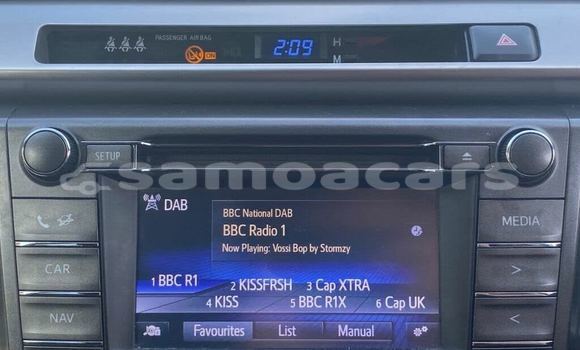 PASSENGER AIR BAG
ON
2:09
H
M
SETUP
samoacars
DAB
BBC National DAB
BBC Radio 1
Now Playing: Vossi Bop by Stormzy
MEDIA
CAR
1 BBC R1
2 KISSFRSH
3 Cap XTRA
>
4 KISS
5 BBC R1X
6 Cap UK
NAV
Favourites
List
Manual
<